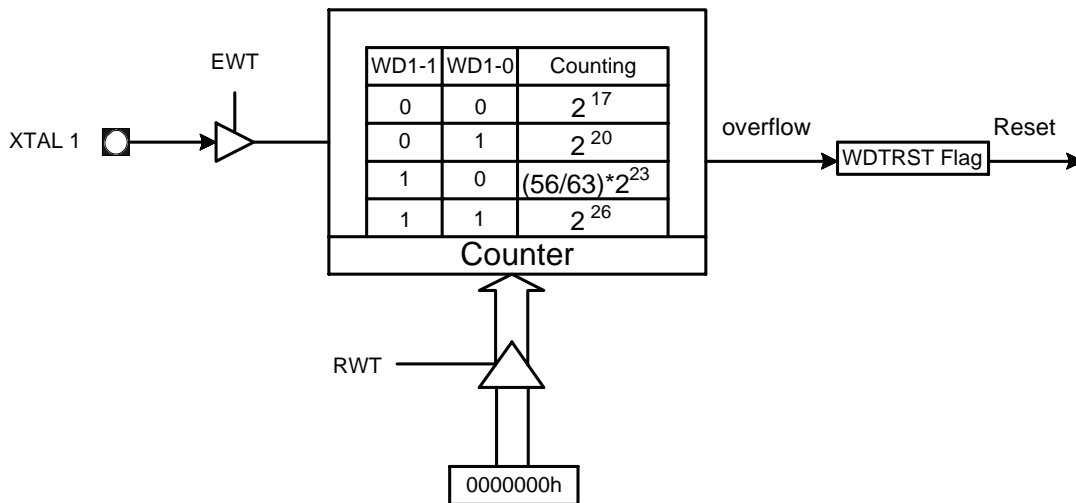 EWT
XTAL 1
WD1-1 WD1-0 Counting
0 0 2^17
0 1 2^20
1 0 (56/63)*2^23
1 1 2^26
Counter
overflow
WDTRST Flag
Reset
RWT
0000000h